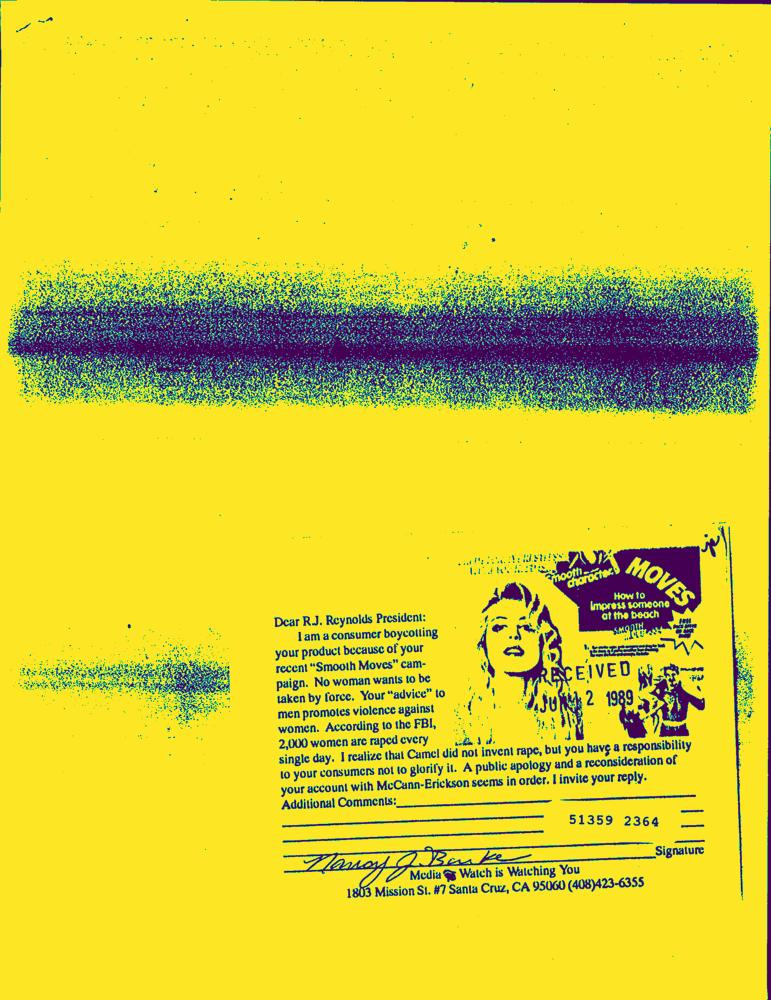 Smooth character
MOVES
How to
impress someone
at the beach
SMOOTH
RECEIVED
JUN 2 1989
Dear R.J. Reynolds President:
I am a consumer boycotting
your product because of your
recent “Smooth Moves” cam-
paign. No woman wants to be
taken by force. Your “advice” to
men promotes violence against
women. According to the FBI,
2,000 women are raped every
single day. I realize that Camel did not invent rape, but you have a responsibility
to your consumers not to glorify it. A public apology and a reconsideration of
your account with McCann-Erickson seems in order. I invite your reply.
Additional Comments:
51359 2364
Nancy J. Burke
Signature
Media Watch is Watching You
1803 Mission St. #7 Santa Cruz, CA 95060 (408)423-6355